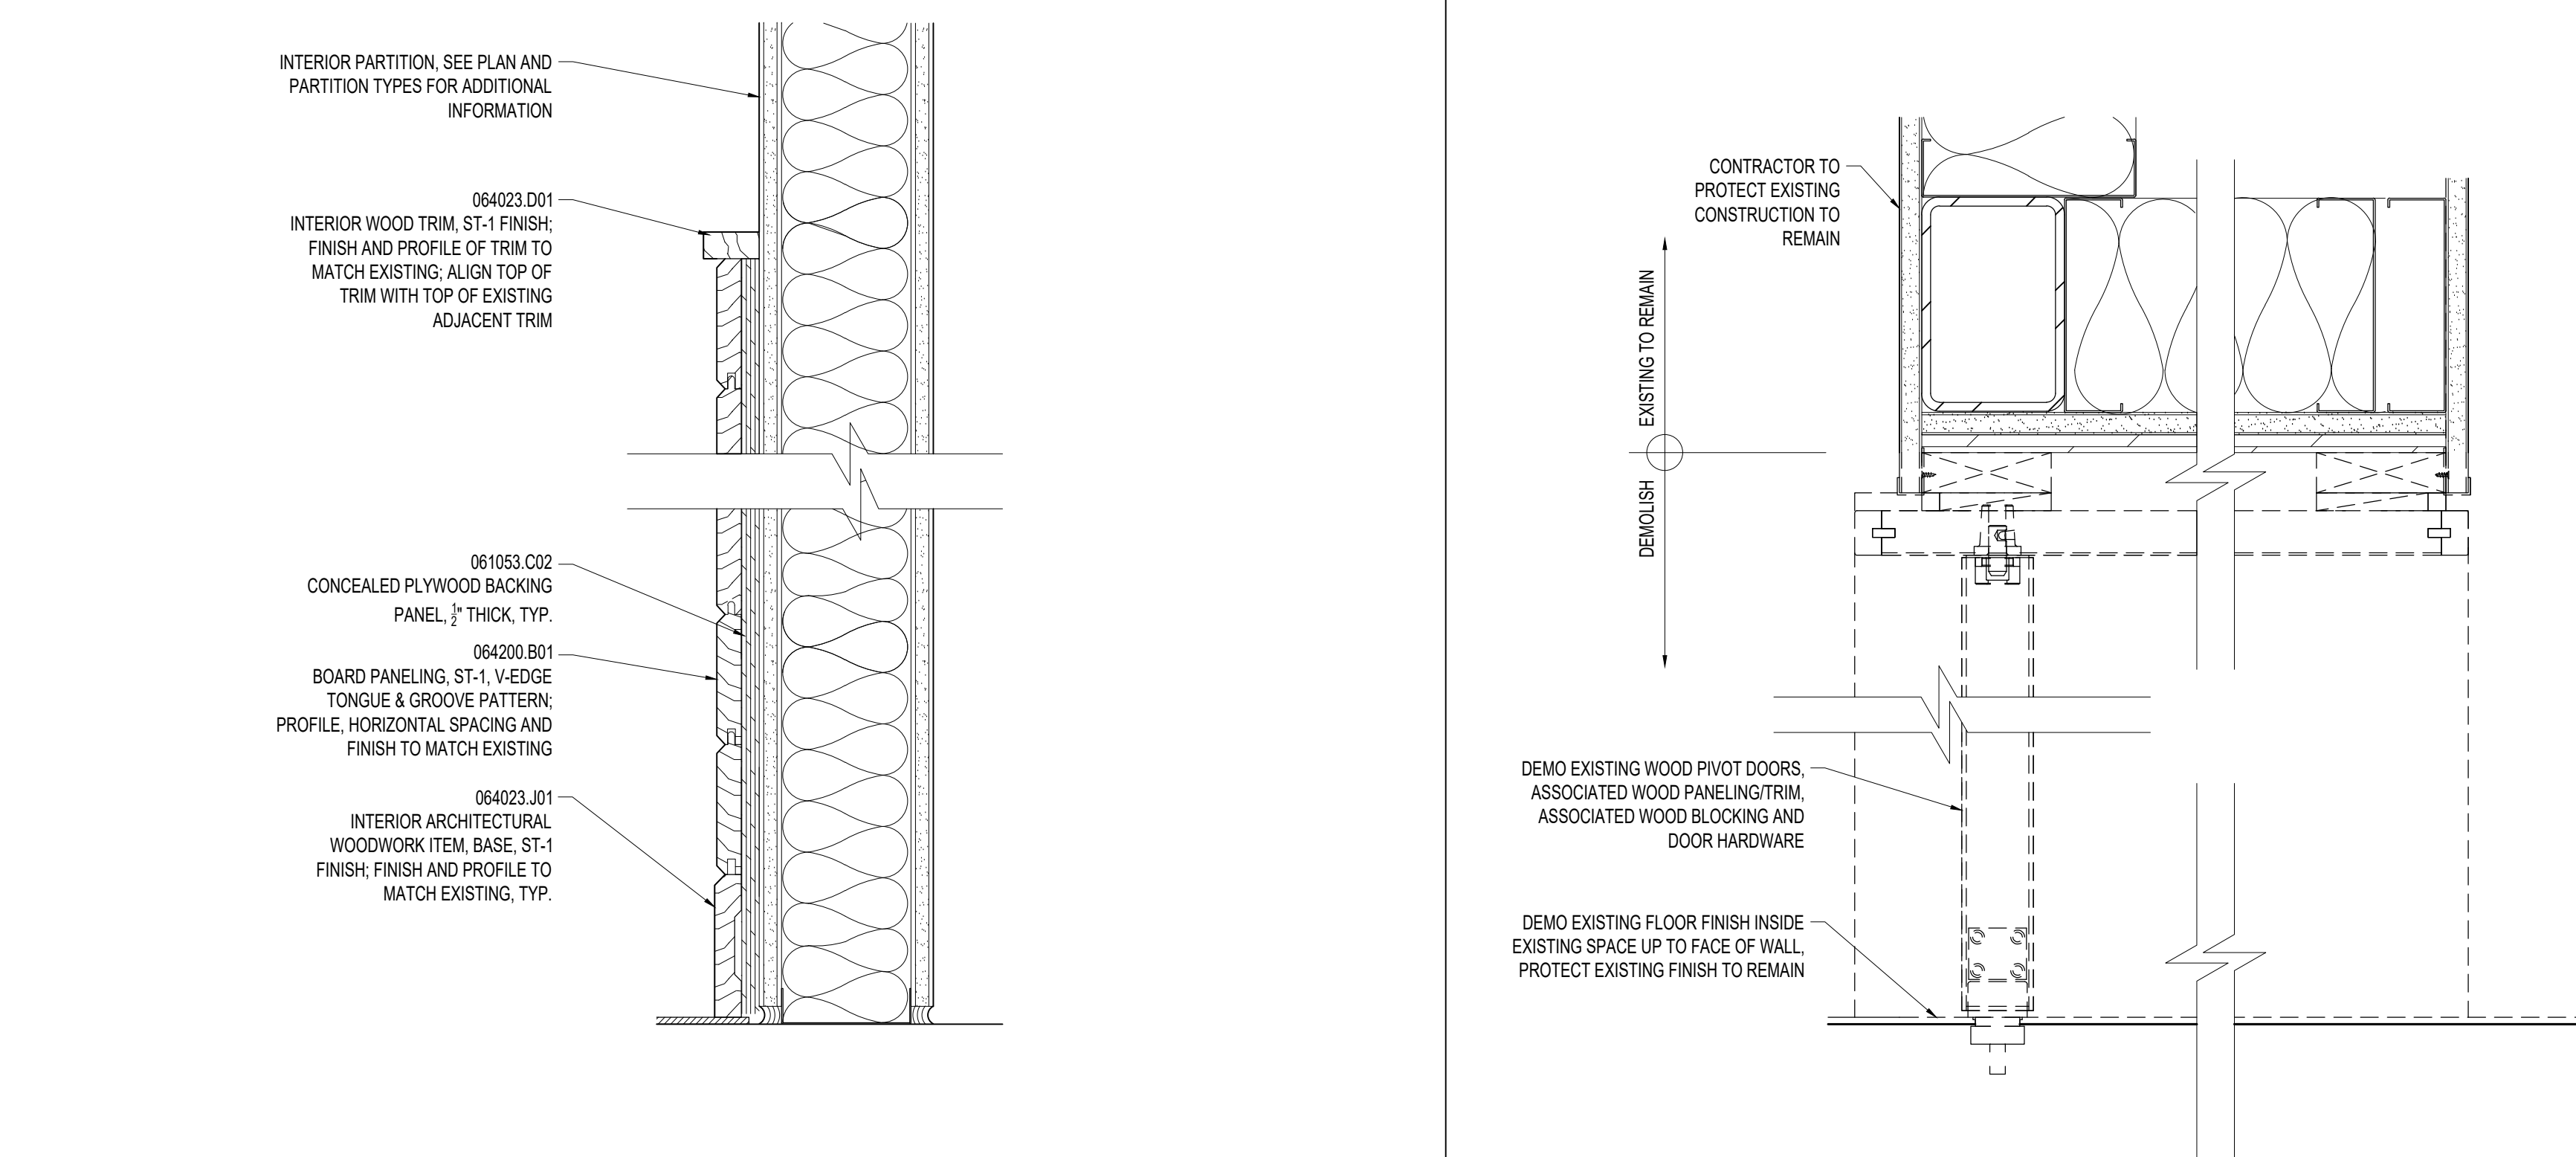 INTERIOR PARTITION, SEE PLAN AND
PARTITION TYPES FOR ADDITIONAL
INFORMATION
064023.D01
INTERIOR WOOD TRIM, ST-1 FINISH;
FINISH AND PROFILE OF TRIM TO
MATCH EXISTING; ALIGN TOP OF
TRIM WITH TOP OF EXISTING
ADJACENT TRIM
061053.C02
CONCEALED PLYWOOD BACKING
PANEL, 1/2" THICK, TYP.
064200.B01
BOARD PANELING, ST-1, V-EDGE
TONGUE & GROOVE PATTERN;
PROFILE, HORIZONTAL SPACING AND
FINISH TO MATCH EXISTING
064023.J01
INTERIOR ARCHITECTURAL
WOODWORK ITEM, BASE, ST-1
FINISH; FINISH AND PROFILE TO
MATCH EXISTING, TYP.
CONTRACTOR TO
PROTECT EXISTING
CONSTRUCTION TO
REMAIN
EXISTING TO REMAIN
DEMOLISH
DEMO EXISTING WOOD PIVOT DOORS,
ASSOCIATED WOOD PANELING/TRIM,
ASSOCIATED WOOD BLOCKING AND
DOOR HARDWARE
DEMO EXISTING FLOOR FINISH INSIDE
EXISTING SPACE UP TO FACE OF WALL,
PROTECT EXISTING FINISH TO REMAIN